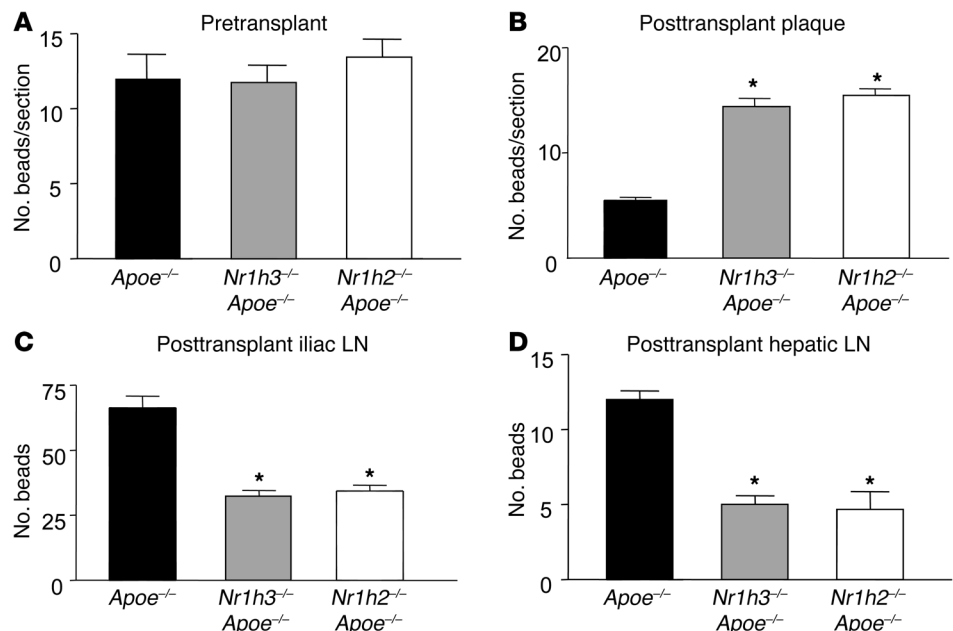 A
Pretransplant
No. beads/section
15
10
5
0
Apoe–/–
Nr1h3–/–
Apoe–/–
Nr1h2–/–
Apoe–/–
B
Posttransplant plaque
No. beads/section
20
10
0
*
*
Apoe–/–
Nr1h3–/–
Apoe–/–
Nr1h2–/–
Apoe–/–
C
Posttransplant iliac LN
No. beads
75
50
25
0
*
*
Apoe–/–
Nr1h3–/–
Apoe–/–
Nr1h2–/–
Apoe–/–
D
Posttransplant hepatic LN
No. beads
15
10
5
0
*
*
Apoe–/–
Nr1h3–/–
Apoe–/–
Nr1h2–/–
Apoe–/–